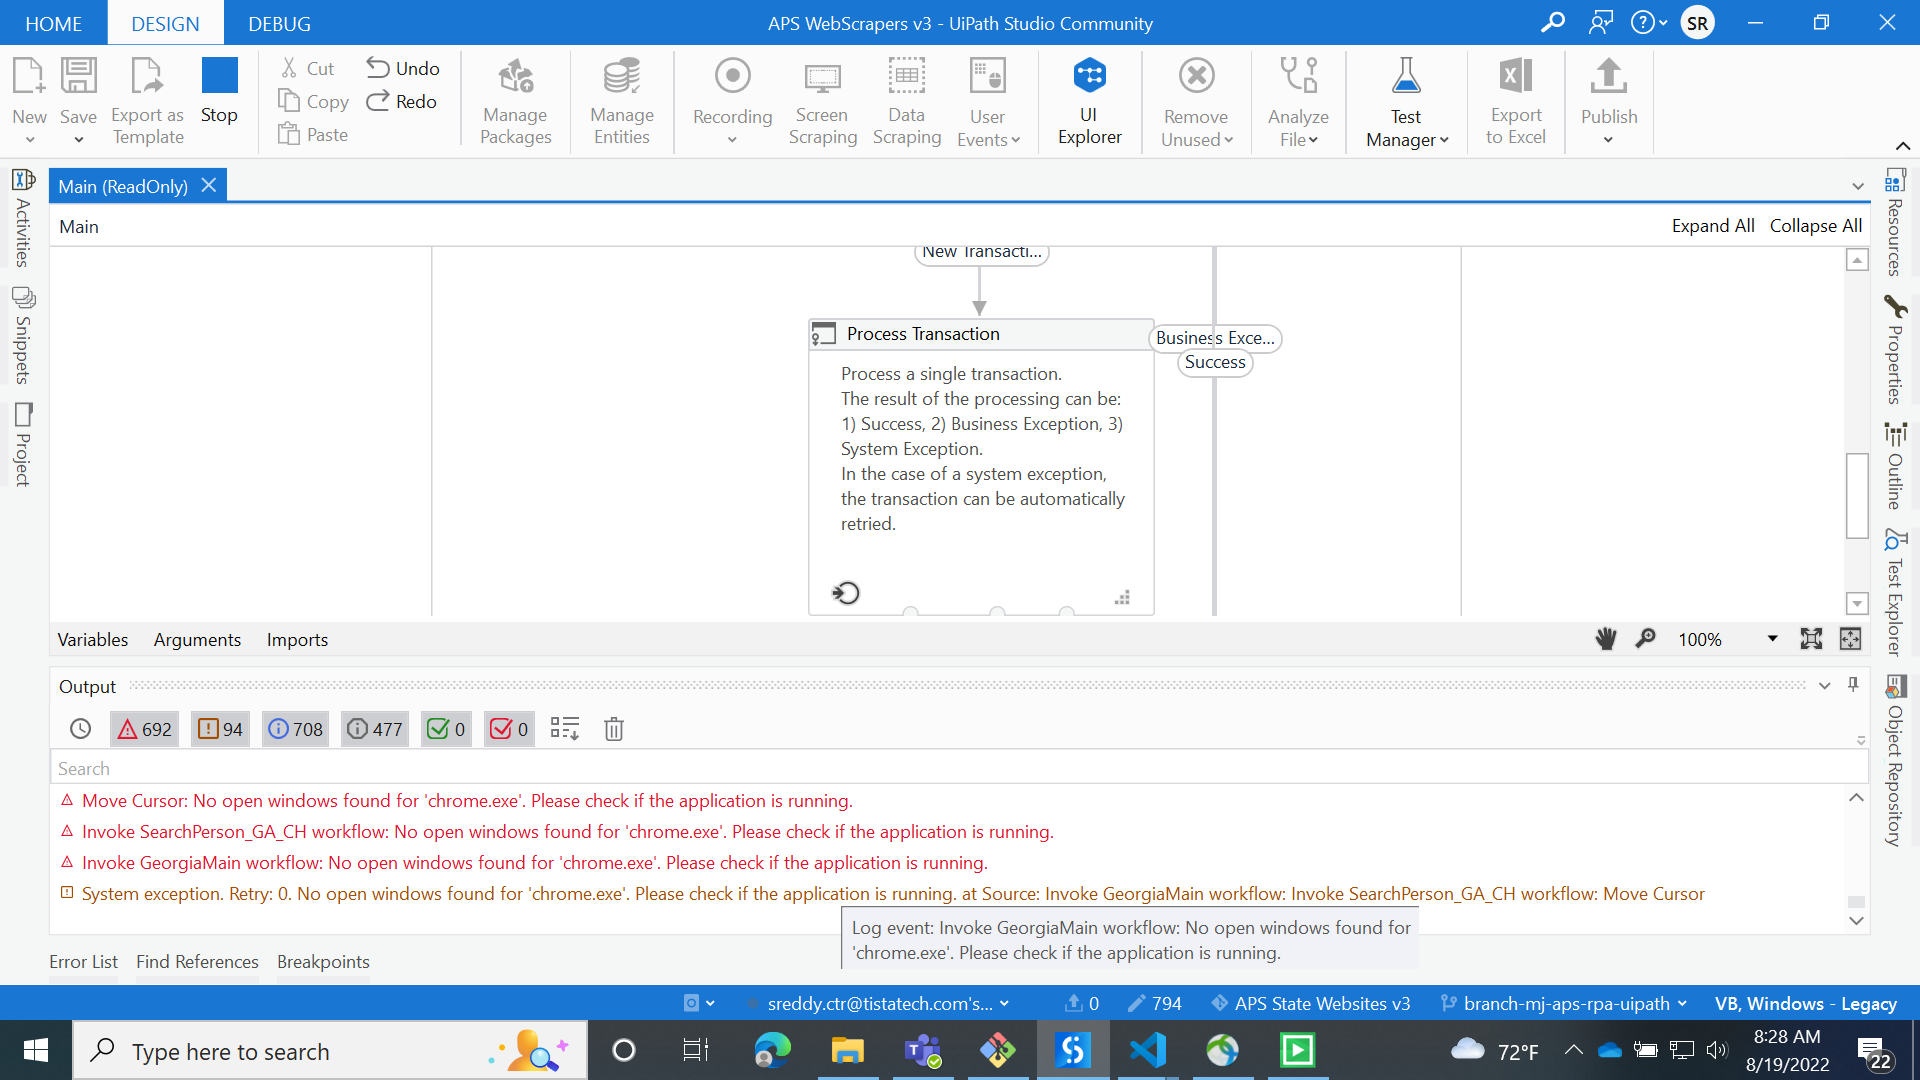 HOME DESIGN DEBUG APS WebScrapers v3 - UiPath Studio Community SR
New Save Export as Template Stop Cut Copy Paste Undo Redo
Manage Packages Manage Entities Recording Screen Scraping Data Scraping User Events UI Explorer Remove Unused Analyze File Test Manager Export to Excel Publish
Main (ReadOnly)
Main Expand All Collapse All
Activities
Snippets
Project
Resources
Properties
Outline
Test Explorer
Object Repository
New Transacti...
Process Transaction
Business Exce...
Success
Process a single transaction.
The result of the processing can be:
1) Success, 2) Business Exception, 3)
System Exception.
In the case of a system exception,
the transaction can be automatically
retried.
Variables Arguments Imports 100%
Output
692 94 708 477 0 0
Search
Move Cursor: No open windows found for 'chrome.exe'. Please check if the application is running.
Invoke SearchPerson_GA_CH workflow: No open windows found for 'chrome.exe'. Please check if the application is running.
Invoke GeorgiaMain workflow: No open windows found for 'chrome.exe'. Please check if the application is running.
System exception. Retry: 0. No open windows found for 'chrome.exe'. Please check if the application is running. at Source: Invoke GeorgiaMain workflow: Invoke SearchPerson_GA_CH workflow: Move Cursor
Log event: Invoke GeorgiaMain workflow: No open windows found for
'chrome.exe'. Please check if the application is running.
Error List Find References Breakpoints
sreddy.ctr@tistatech.com's... 0 794 APS State Websites v3 branch-mj-aps-rpa-uipath VB, Windows - Legacy
Type here to search 72°F 8:28 AM
8/19/2022 22